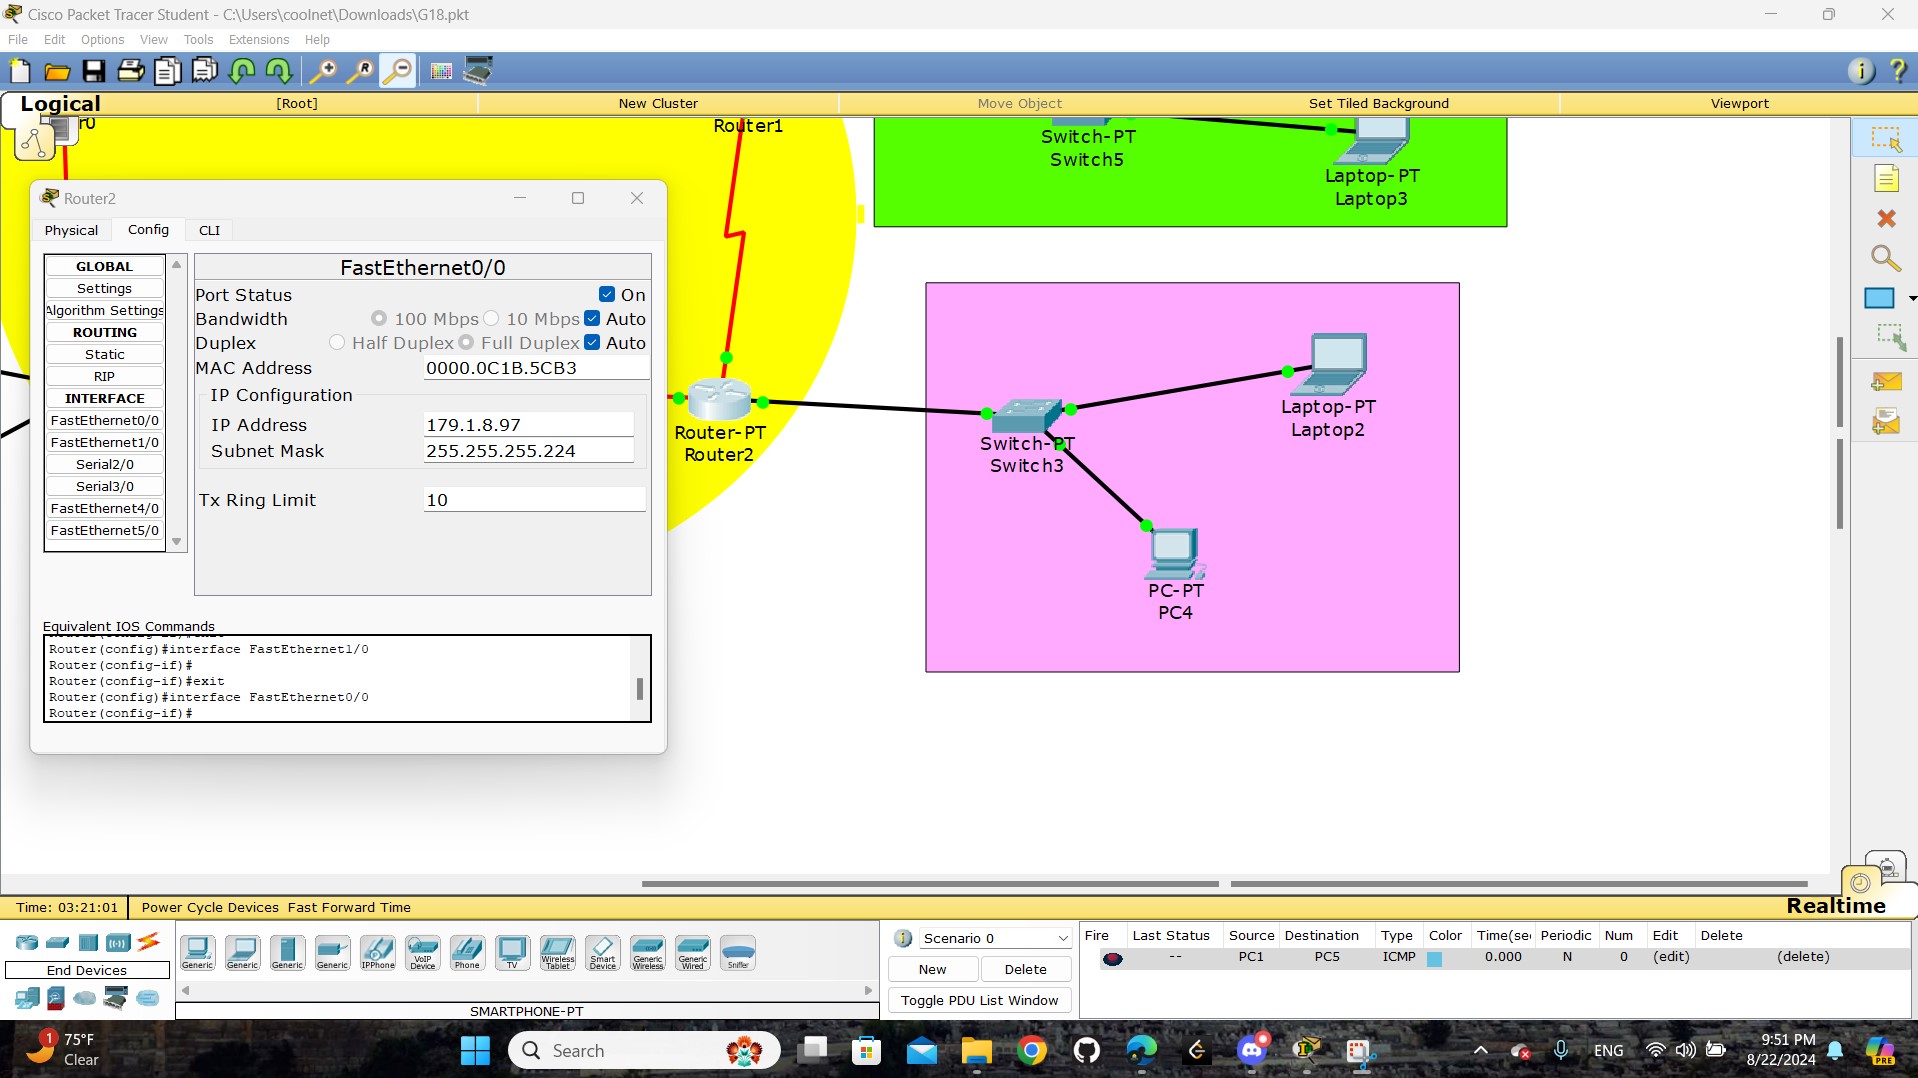 Cisco Packet Tracer Student - C:\Users\coolnet\Downloads\G18.pkt
File Edit Options View Tools Extensions Help
Logical [Root] New Cluster Move Object Set Tiled Background Viewport
r0
Router1
Switch-PT
Switch5
Laptop-PT
Laptop3
Router2
Physical Config CLI
GLOBAL
Settings
Algorithm Settings
ROUTING
Static
RIP
INTERFACE
FastEthernet0/0
FastEthernet1/0
Serial2/0
Serial3/0
FastEthernet4/0
FastEthernet5/0
FastEthernet0/0
Port Status On
Bandwidth 100 Mbps 10 Mbps Auto
Duplex Half Duplex Full Duplex Auto
MAC Address 0000.0C1B.5CB3
IP Configuration
IP Address 179.1.8.97
Subnet Mask 255.255.255.224
Tx Ring Limit 10
Equivalent IOS Commands
Router(config-if)#exit
Router(config)#interface FastEthernet1/0
Router(config-if)#
Router(config-if)#exit
Router(config)#interface FastEthernet0/0
Router(config-if)#
Router-PT
Router2
Switch-PT
Switch3
Laptop-PT
Laptop2
PC-PT
PC4
Time: 03:21:01 Power Cycle Devices Fast Forward Time
Realtime
End Devices
Generic Generic Generic Generic IPPhone VoIP Device Phone TV Wireless Tablet Smart Device Generic Wireless Generic Wired Sniffer
SMARTPHONE-PT
Scenario 0
New Delete
Toggle PDU List Window
Fire Last Status Source Destination Type Color Time(se Periodic Num Edit Delete
-- PC1 PC5 ICMP 0.000 N 0 (edit) (delete)
1
75°F
Clear
Search
ENG
9:51 PM
8/22/2024
PRE